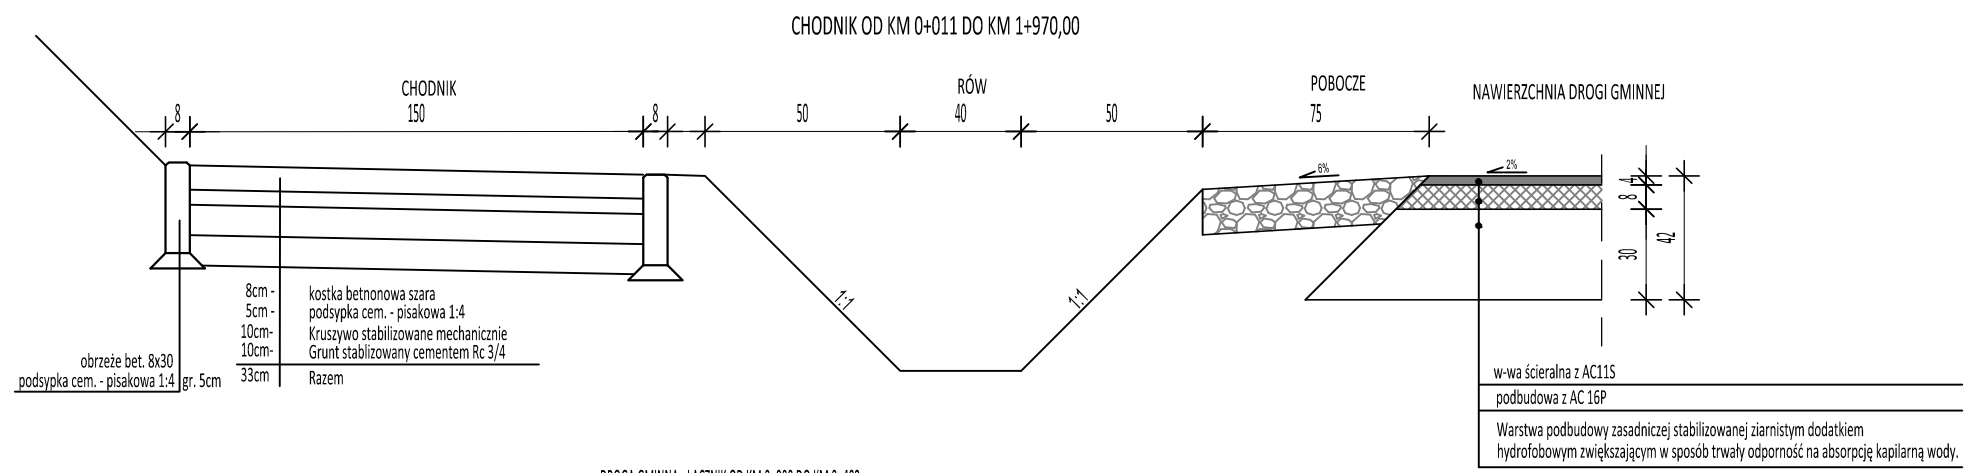 CHODNIK OD KM 0+011 DO KM 1+970,00
CHODNIK
RÓW
POBOCZE
NAWIERZCHNIA DROGI GMINNEJ
8
150
8
50
40
50
75
6%
2%
4
8
30
42
1:1
1:1
8cm - kostka betnonowa szara
5cm - podsypka cem. - pisakowa 1:4
10cm- Kruszywo stabilizowane mechanicznie
10cm- Grunt stablizowany cementem Rc 3/4
33cm Razem
obrzeże bet. 8x30
podsypka cem. - pisakowa 1:4 gr. 5cm
w-wa ścieralna z AC11S
podbudowa z AC 16P
Warstwa podbudowy zasadniczej stabilizowanej ziarnistym dodatkiem
hydrofobowym zwiększającym w sposób trwały odporność na absorpcję kapilarną wody.